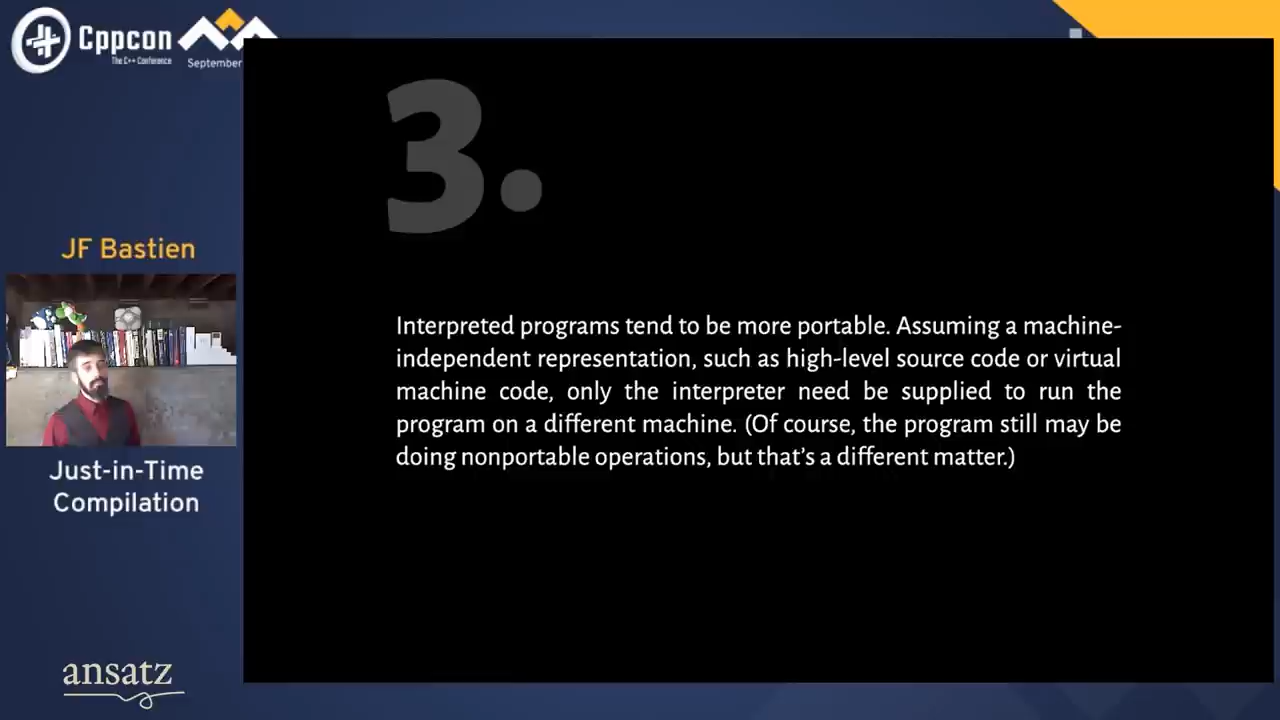 Cppcon
The C++ Conference
September
3.
JF Bastien
Interpreted programs tend to be more portable. Assuming a machine-
independent representation, such as high-level source code or virtual
machine code, only the interpreter need be supplied to run the
program on a different machine. (Of course, the program still may be
doing nonportable operations, but that's a different matter.)
Just-in-Time
Compilation
ansatz